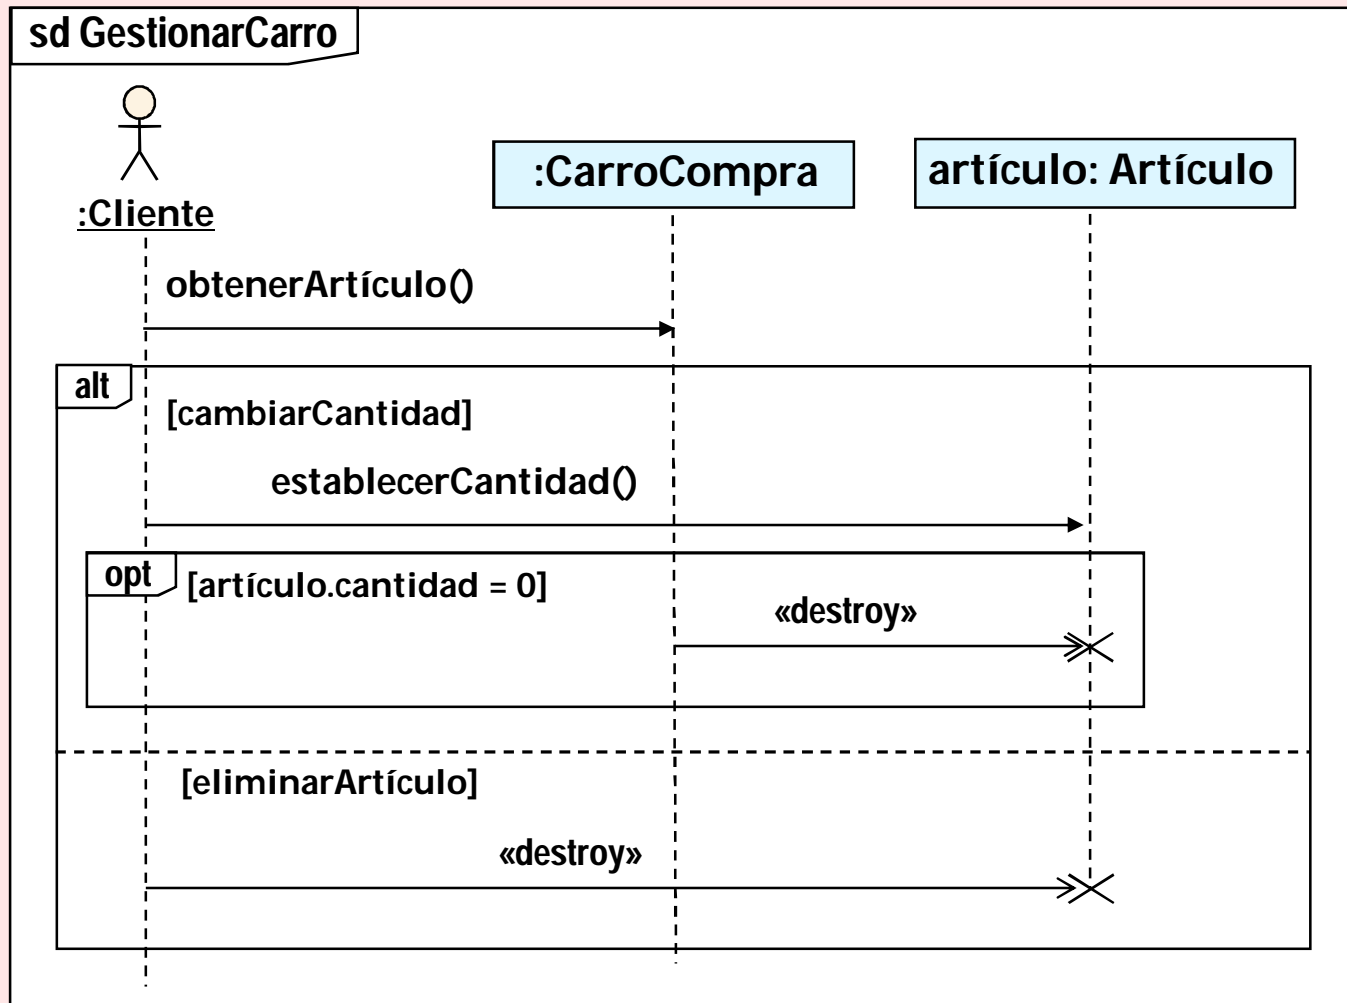 sd GestionarCarro
:CarroCompra
artículo: Artículo
:Cliente
obtenerArtículo()
alt
[cambiarCantidad]
establecerCantidad()
opt
[artículo.cantidad = 0]
«destroy»
[eliminarArtículo]
«destroy»